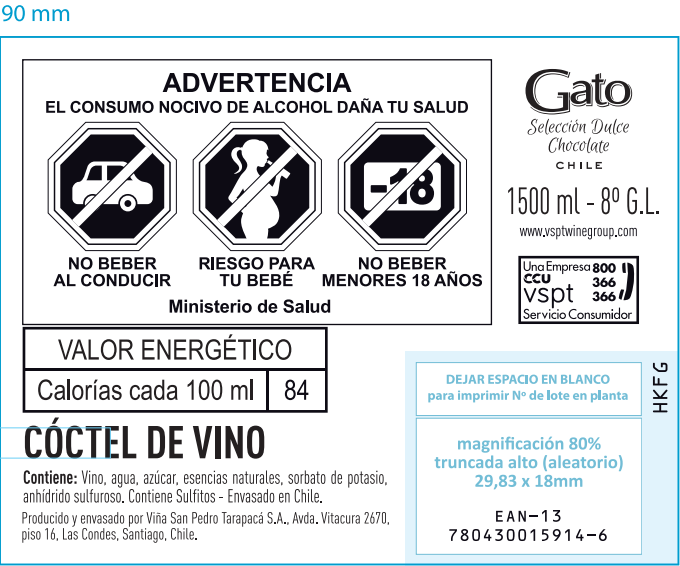 90 mm
ADVERTENCIA
EL CONSUMO NOCIVO DE ALCOHOL DAÑA TU SALUD
-18
NO BEBER
AL CONDUCIR
RIESGO PARA
TU BEBÉ
NO BEBER
MENORES 18 AÑOS
Ministerio de Salud
Gato
Selección Dulce
Chocolate
CHILE
1500 ml - 8º G.L.
www.vsptwinegroup.com
Una Empresa
CCU
vspt
800
366
366
Servicio Consumidor
VALOR ENERGÉTICO
Calorías cada 100 ml 84
CÓCTEL DE VINO
Contiene: Vino, agua, azúcar, esencias naturales, sorbato de potasio,
anhídrido sulfuroso. Contiene Sulfitos - Envasado en Chile.
Producido y envasado por Viña San Pedro Tarapacá S.A., Avda. Vitacura 2670,
piso 16, Las Condes, Santiago, Chile.
DEJAR ESPACIO EN BLANCO
para imprimir Nº de lote en planta
HKFG
magnificación 80%
truncada alto (aleatorio)
29,83 x 18mm
EAN-13
780430015914-6